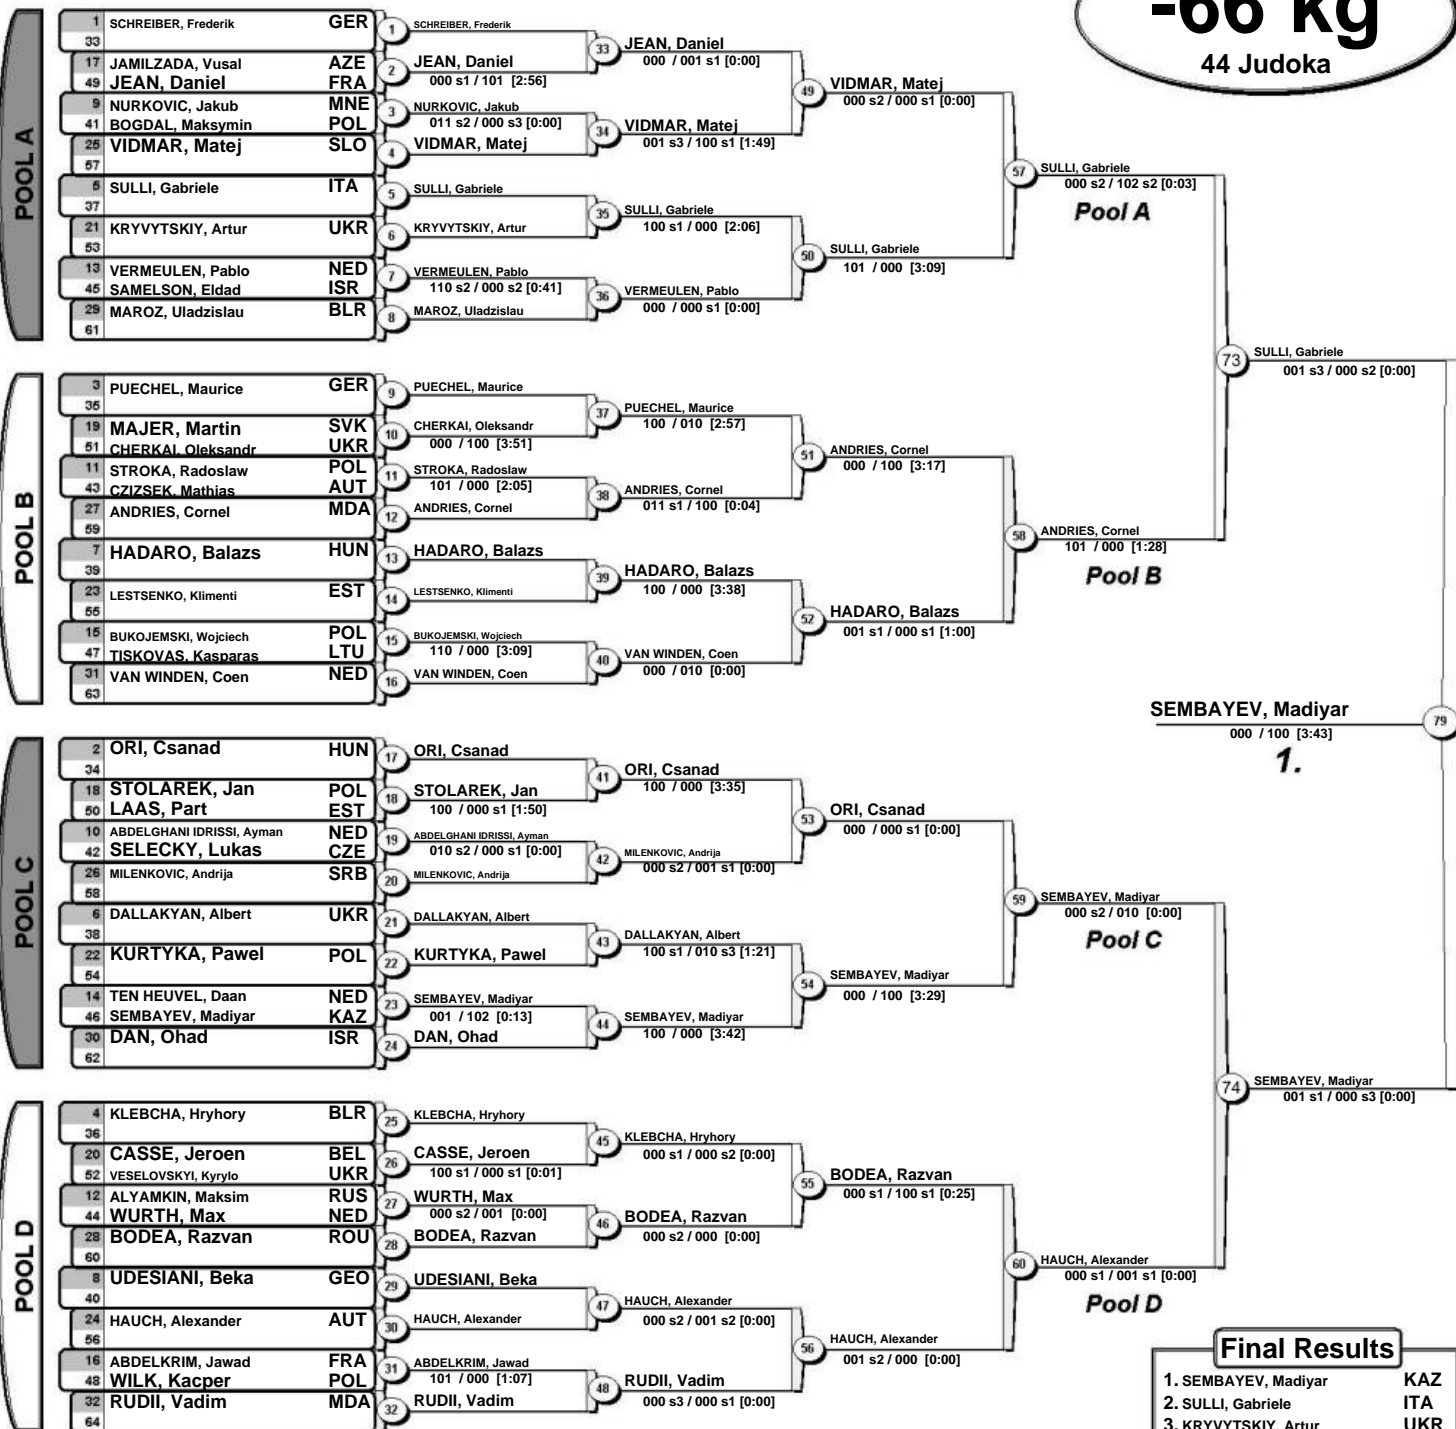 -66 kg
44 Judoka
POOL A
1 SCHREIBER, Frederik GER
33
17 JAMILZADA, Vusal AZE
49 JEAN, Daniel FRA
9 NURKOVIC, Jakub MNE
41 BOGDAL, Maksymin POL
25 VIDMAR, Matej SLO
57
5 SULLI, Gabriele ITA
37
21 KRYVYTSKIY, Artur UKR
53
13 VERMEULEN, Pablo NED
45 SAMELSON, Eldad ISR
29 MAROZ, Uladzislau BLR
61
1 SCHREIBER, Frederik
2 JEAN, Daniel
000 s1 / 101 [2:56]
3 NURKOVIC, Jakub
011 s2 / 000 s3 [0:00]
4 VIDMAR, Matej
5 SULLI, Gabriele
6 KRYVYTSKIY, Artur
7 VERMEULEN, Pablo
110 s2 / 000 s2 [0:41]
8 MAROZ, Uladzislau
33 JEAN, Daniel
000 / 001 s1 [0:00]
34 VIDMAR, Matej
001 s3 / 100 s1 [1:49]
35 SULLI, Gabriele
100 s1 / 000 [2:06]
36 VERMEULEN, Pablo
000 / 000 s1 [0:00]
49 VIDMAR, Matej
000 s2 / 000 s1 [0:00]
50 SULLI, Gabriele
101 / 000 [3:09]
57 SULLI, Gabriele
000 s2 / 102 s2 [0:03]
Pool A
POOL B
3 PUECHEL, Maurice GER
35
19 MAJER, Martin SVK
51 CHERKAI, Oleksandr UKR
11 STROKA, Radoslaw POL
43 CZIZSEK, Mathias AUT
27 ANDRIES, Cornel MDA
59
7 HADARO, Balazs HUN
39
23 LESTSENKO, Klimenti EST
55
15 BUKOJEMSKI, Wojciech POL
47 TISKOVAS, Kasparas LTU
31 VAN WINDEN, Coen NED
63
9 PUECHEL, Maurice
10 CHERKAI, Oleksandr
000 / 100 [3:51]
11 STROKA, Radoslaw
101 / 000 [2:05]
12 ANDRIES, Cornel
13 HADARO, Balazs
14 LESTSENKO, Klimenti
15 BUKOJEMSKI, Wojciech
110 / 000 [3:09]
16 VAN WINDEN, Coen
37 PUECHEL, Maurice
100 / 010 [2:57]
38 ANDRIES, Cornel
011 s1 / 100 [0:04]
39 HADARO, Balazs
100 / 000 [3:38]
40 VAN WINDEN, Coen
000 / 010 [0:00]
51 ANDRIES, Cornel
000 / 100 [3:17]
52 HADARO, Balazs
001 s1 / 000 s1 [1:00]
58 ANDRIES, Cornel
101 / 000 [1:28]
Pool B
73 SULLI, Gabriele
001 s3 / 000 s2 [0:00]
SEMBAYEV, Madiyar 79
000 / 100 [3:43]
1.
POOL C
2 ORI, Csanad HUN
34
18 STOLAREK, Jan POL
50 LAAS, Part EST
10 ABDELGHANI IDRISSI, Ayman NED
42 SELECKY, Lukas CZE
26 MILENKOVIC, Andrija SRB
58
6 DALLAKYAN, Albert UKR
38
22 KURTYKA, Pawel POL
54
14 TEN HEUVEL, Daan NED
46 SEMBAYEV, Madiyar KAZ
30 DAN, Ohad ISR
62
17 ORI, Csanad
18 STOLAREK, Jan
100 / 000 s1 [1:50]
19 ABDELGHANI IDRISSI, Ayman
010 s2 / 000 s1 [0:00]
20 MILENKOVIC, Andrija
21 DALLAKYAN, Albert
22 KURTYKA, Pawel
23 SEMBAYEV, Madiyar
001 / 102 [0:13]
24 DAN, Ohad
41 ORI, Csanad
100 / 000 [3:35]
42 MILENKOVIC, Andrija
000 s2 / 001 s1 [0:00]
43 DALLAKYAN, Albert
100 s1 / 010 s3 [1:21]
44 SEMBAYEV, Madiyar
100 / 000 [3:42]
53 ORI, Csanad
000 / 000 s1 [0:00]
54 SEMBAYEV, Madiyar
000 / 100 [3:29]
59 SEMBAYEV, Madiyar
000 s2 / 010 [0:00]
Pool C
POOL D
4 KLEBCHA, Hryhory BLR
36
20 CASSE, Jeroen BEL
52 VESELOVSKYI, Kyrylo UKR
12 ALYAMKIN, Maksim RUS
44 WURTH, Max NED
28 BODEA, Razvan ROU
60
8 UDESIANI, Beka GEO
40
24 HAUCH, Alexander AUT
56
16 ABDELKRIM, Jawad FRA
48 WILK, Kacper POL
32 RUDII, Vadim MDA
64
25 KLEBCHA, Hryhory
26 CASSE, Jeroen
100 s1 / 000 s1 [0:01]
27 WURTH, Max
000 s2 / 001 [0:00]
28 BODEA, Razvan
29 UDESIANI, Beka
30 HAUCH, Alexander
31 ABDELKRIM, Jawad
101 / 000 [1:07]
32 RUDII, Vadim
45 KLEBCHA, Hryhory
000 s1 / 000 s2 [0:00]
46 BODEA, Razvan
000 s2 / 000 [0:00]
47 HAUCH, Alexander
000 s2 / 001 s2 [0:00]
48 RUDII, Vadim
000 s3 / 000 s1 [0:00]
55 BODEA, Razvan
000 s1 / 100 s1 [0:25]
56 HAUCH, Alexander
001 s2 / 000 [0:00]
60 HAUCH, Alexander
000 s1 / 001 s1 [0:00]
Pool D
74 SEMBAYEV, Madiyar
001 s1 / 000 s3 [0:00]
Final Results
1. SEMBAYEV, Madiyar KAZ
2. SULLI, Gabriele ITA
3. KRYVYTSKIY, Artur UKR